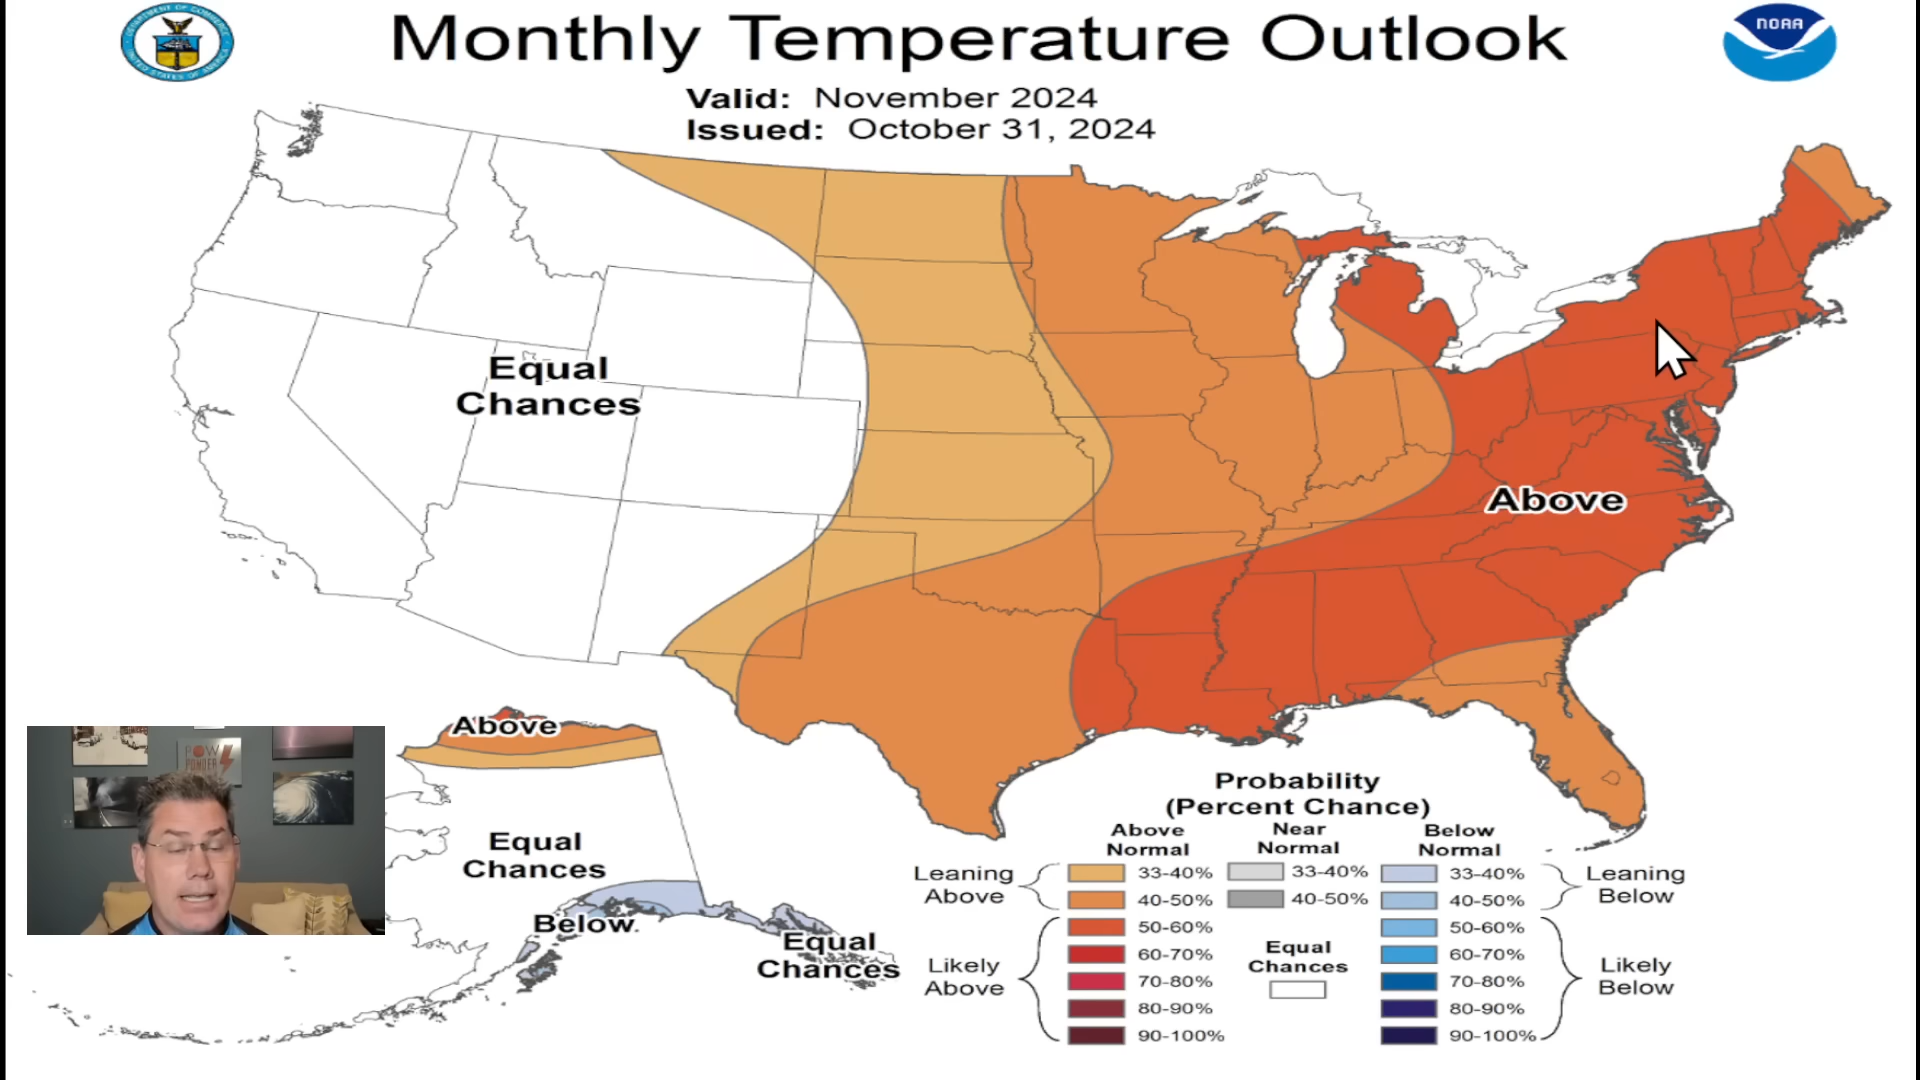 Monthly Temperature Outlook
NOAA
Valid: November 2024
Issued: October 31, 2024
Equal
Chances
Above
Above
Equal
Chances
Below
Equal
Chances
POW
PONDER
Probability
(Percent Chance)
Above
Normal
Near
Normal
Below
Normal
Leaning
Above
33-40%
33-40%
33-40%
Leaning
Below
40-50%
40-50%
40-50%
50-60%
50-60%
Likely
Above
60-70%
Equal
Chances
60-70%
Likely
Below
70-80%
70-80%
80-90%
80-90%
90-100%
90-100%